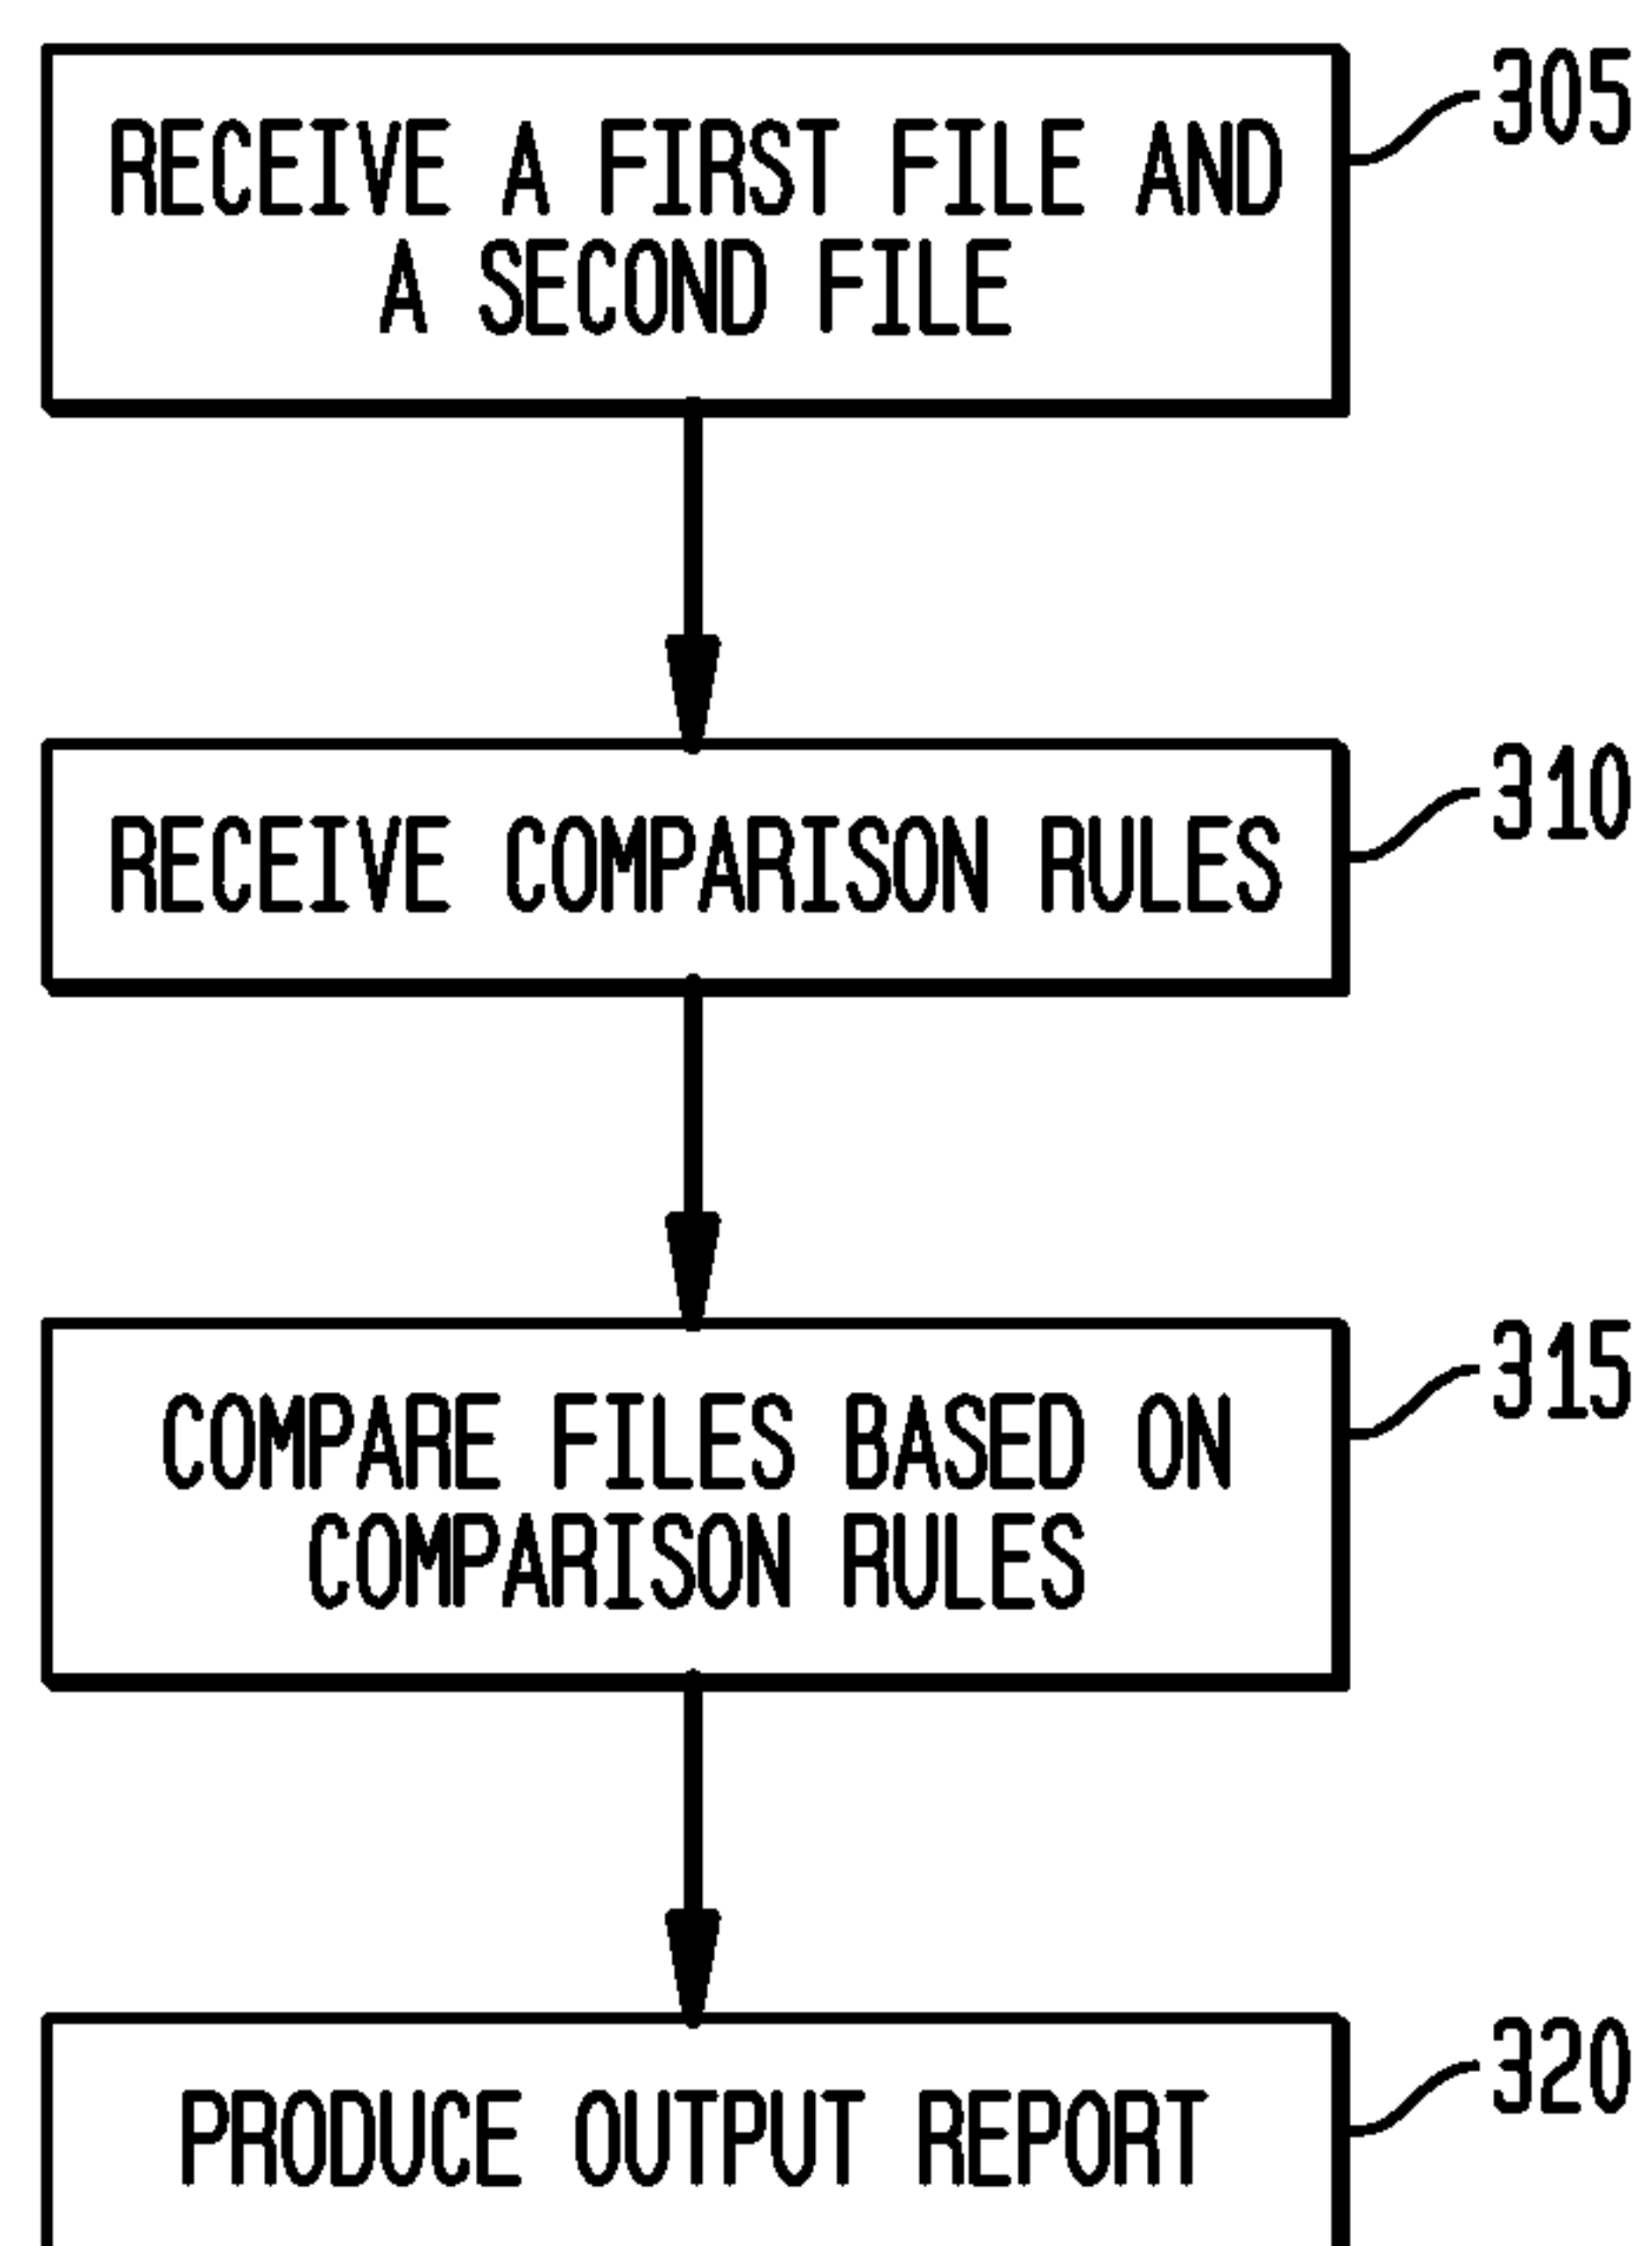 RECEIVE A FIRST FILE AND
A SECOND FILE
305
RECEIVE COMPARISON RULES
310
COMPARE FILES BASED ON
COMPARISON RULES
315
PRODUCE OUTPUT REPORT
320